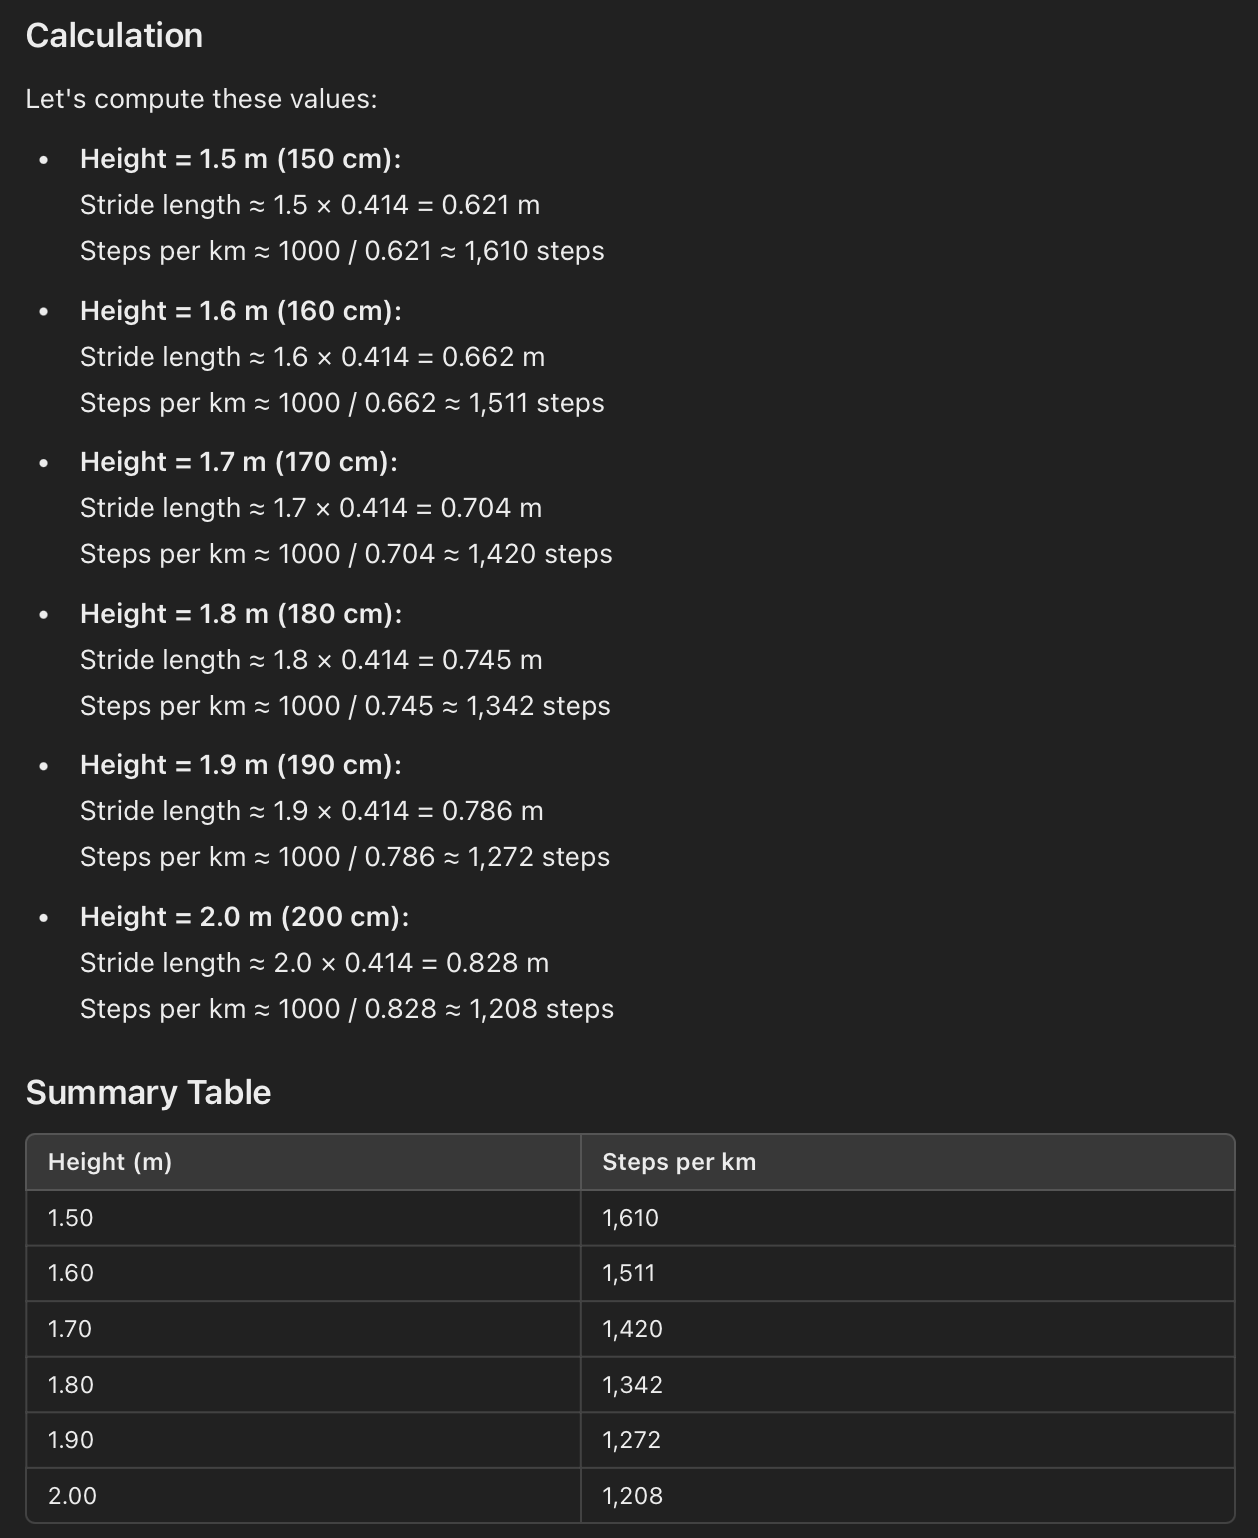 Calculation
Let's compute these values:
• Height = 1.5 m (150 cm):
Stride length ≈ 1.5 × 0.414 = 0.621 m
Steps per km ≈ 1000 / 0.621 ≈ 1,610 steps
• Height = 1.6 m (160 cm):
Stride length ≈ 1.6 × 0.414 = 0.662 m
Steps per km ≈ 1000 / 0.662 ≈ 1,511 steps
• Height = 1.7 m (170 cm):
Stride length ≈ 1.7 × 0.414 = 0.704 m
Steps per km ≈ 1000 / 0.704 ≈ 1,420 steps
• Height = 1.8 m (180 cm):
Stride length ≈ 1.8 × 0.414 = 0.745 m
Steps per km ≈ 1000 / 0.745 ≈ 1,342 steps
• Height = 1.9 m (190 cm):
Stride length ≈ 1.9 × 0.414 = 0.786 m
Steps per km ≈ 1000 / 0.786 ≈ 1,272 steps
• Height = 2.0 m (200 cm):
Stride length ≈ 2.0 × 0.414 = 0.828 m
Steps per km ≈ 1000 / 0.828 ≈ 1,208 steps
Summary Table
Height (m) Steps per km
1.50 1,610
1.60 1,511
1.70 1,420
1.80 1,342
1.90 1,272
2.00 1,208